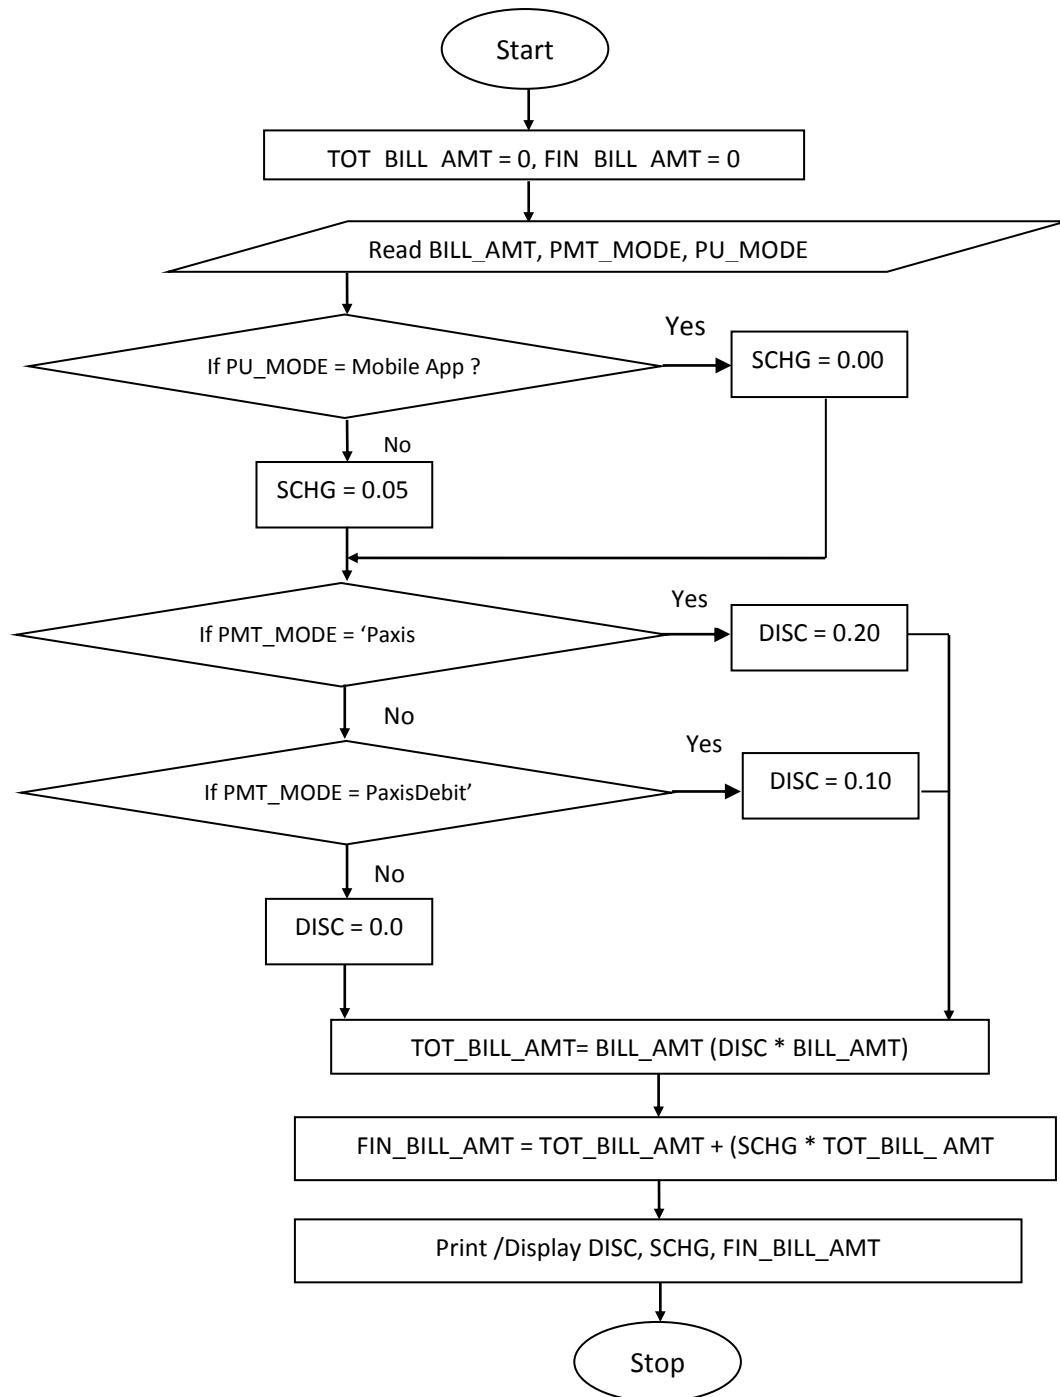 Start
TOT BILL AMT = 0, FIN BILL AMT = 0
Read BILL_AMT, PMT_MODE, PU_MODE
Yes
If PU_MODE = Mobile App ?
SCHG = 0.00
No
SCHG = 0.05
Yes
If PMT_MODE = ‘Paxis
DISC = 0.20
No
Yes
If PMT_MODE = PaxisDebit’
DISC = 0.10
No
DISC = 0.0
TOT_BILL_AMT= BILL_AMT (DISC * BILL_AMT)
FIN_BILL_AMT = TOT_BILL_AMT + (SCHG * TOT_BILL_ AMT
Print /Display DISC, SCHG, FIN_BILL_AMT
Stop